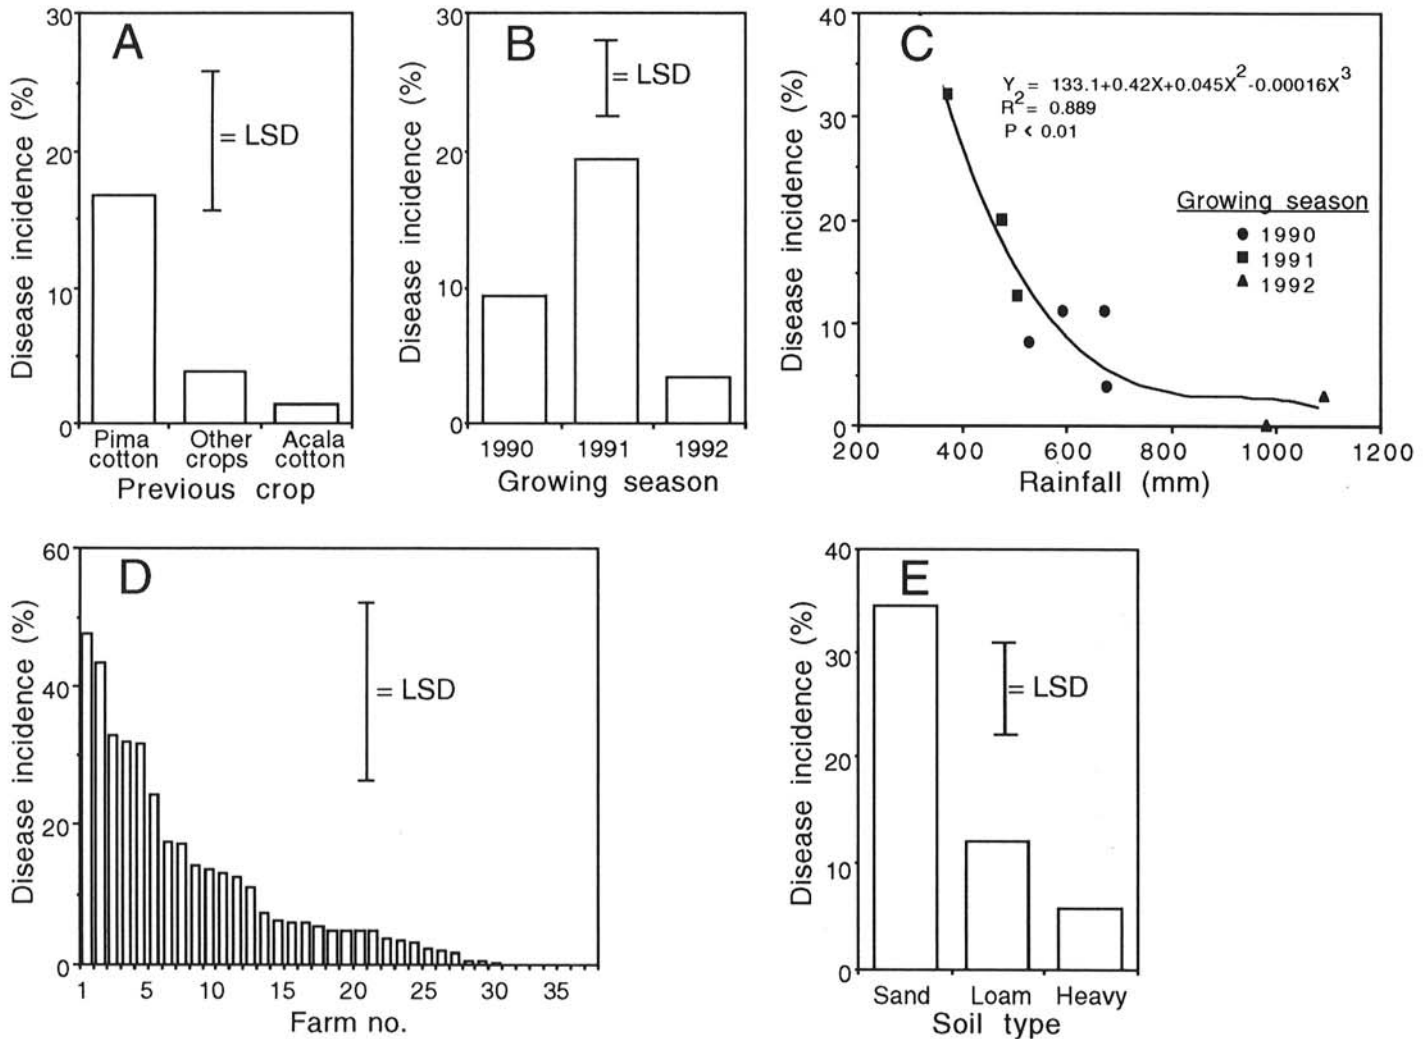 A
30
20
10
0
Disease incidence (%)
= LSD
Pima cotton
Other crops
Acala cotton
Previous crop
B
30
20
10
0
Disease incidence (%)
= LSD
1990 1991 1992
Growing season
C
40
30
20
10
0
Disease incidence (%)
Y = 133.1+0.42X+0.045X²-0.00016X³
R² = 0.889
P < 0.01
Growing season
1990
1991
1992
200 400 600 800 1000 1200
Rainfall (mm)
D
60
40
20
0
Disease incidence (%)
= LSD
1 5 10 15 20 25 30 35
Farm no.
E
40
30
20
10
0
Disease incidence (%)
= LSD
Sand Loam Heavy
Soil type